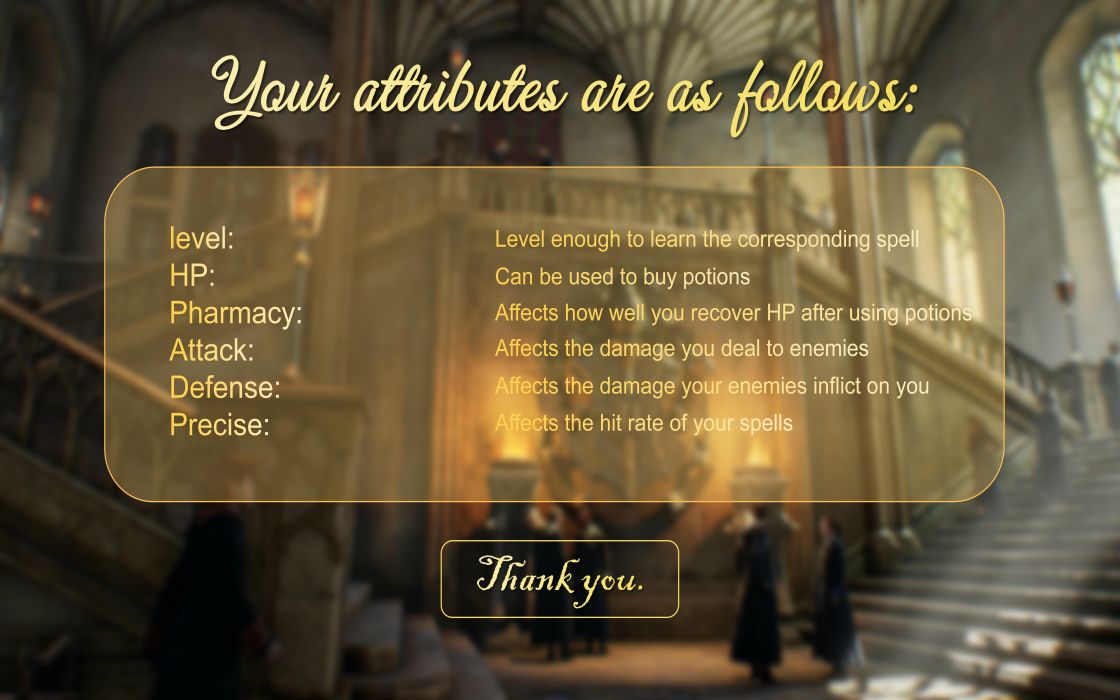 Your attributes are as follows:
level: Level enough to learn the corresponding spell
HP: Can be used to buy potions
Pharmacy: Affects how well you recover HP after using potions
Attack: Affects the damage you deal to enemies
Defense: Affects the damage your enemies inflict on you
Precise: Affects the hit rate of your spells
Thank you.